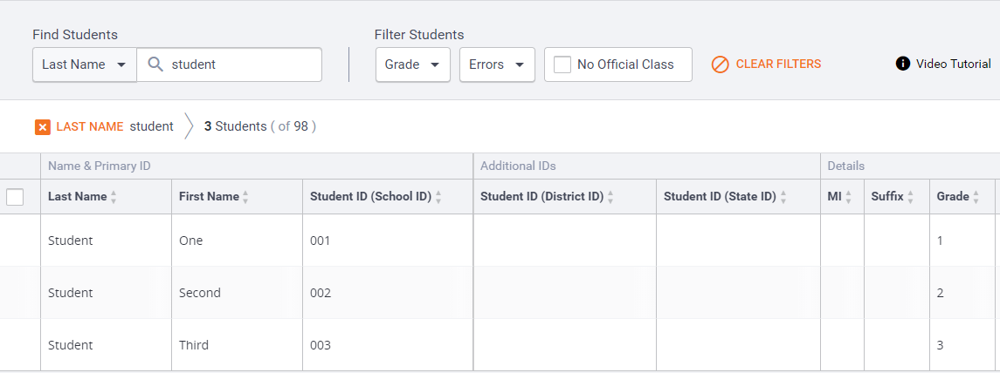 Find Students Filter Students
Last Name student Grade Errors No Official Class CLEAR FILTERS Video Tutorial
LAST NAME student 3 Students ( of 98 )
Name & Primary ID Additional IDs Details
Last Name First Name Student ID (School ID) Student ID (District ID) Student ID (State ID) MI Suffix Grade
Student One 001 1
Student Second 002 2
Student Third 003 3